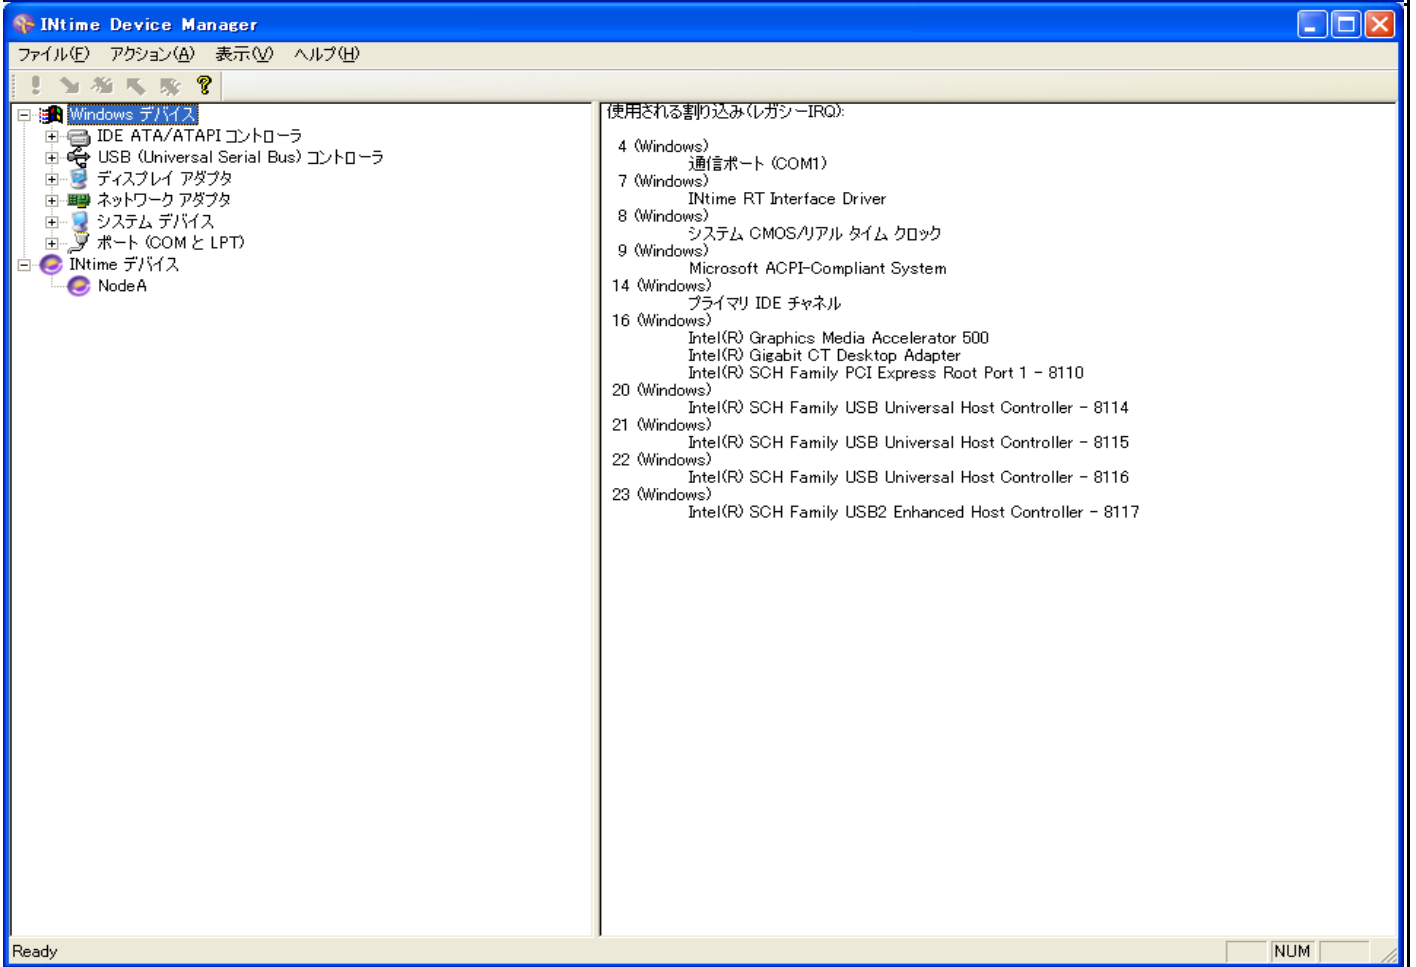 INtime Device Manager
ファイル(F) アクション(A) 表示(V) ヘルプ(H)
Windows デバイス
IDE ATA/ATAPI コントローラ
USB (Universal Serial Bus) コントローラ
ディスプレイ アダプタ
ネットワーク アダプタ
システム デバイス
ポート (COM と LPT)
INtime デバイス
NodeA
使用される割り込み(レガシーIRQ):
4 (Windows)
通信ポート (COM1)
7 (Windows)
INtime RT Interface Driver
8 (Windows)
システム CMOS/リアル タイム クロック
9 (Windows)
Microsoft ACPI-Compliant System
14 (Windows)
プライマリ IDE チャネル
16 (Windows)
Intel(R) Graphics Media Accelerator 500
Intel(R) Gigabit CT Desktop Adapter
Intel(R) SCH Family PCI Express Root Port 1 - 8110
20 (Windows)
Intel(R) SCH Family USB Universal Host Controller - 8114
21 (Windows)
Intel(R) SCH Family USB Universal Host Controller - 8115
22 (Windows)
Intel(R) SCH Family USB Universal Host Controller - 8116
23 (Windows)
Intel(R) SCH Family USB2 Enhanced Host Controller - 8117
Ready
NUM